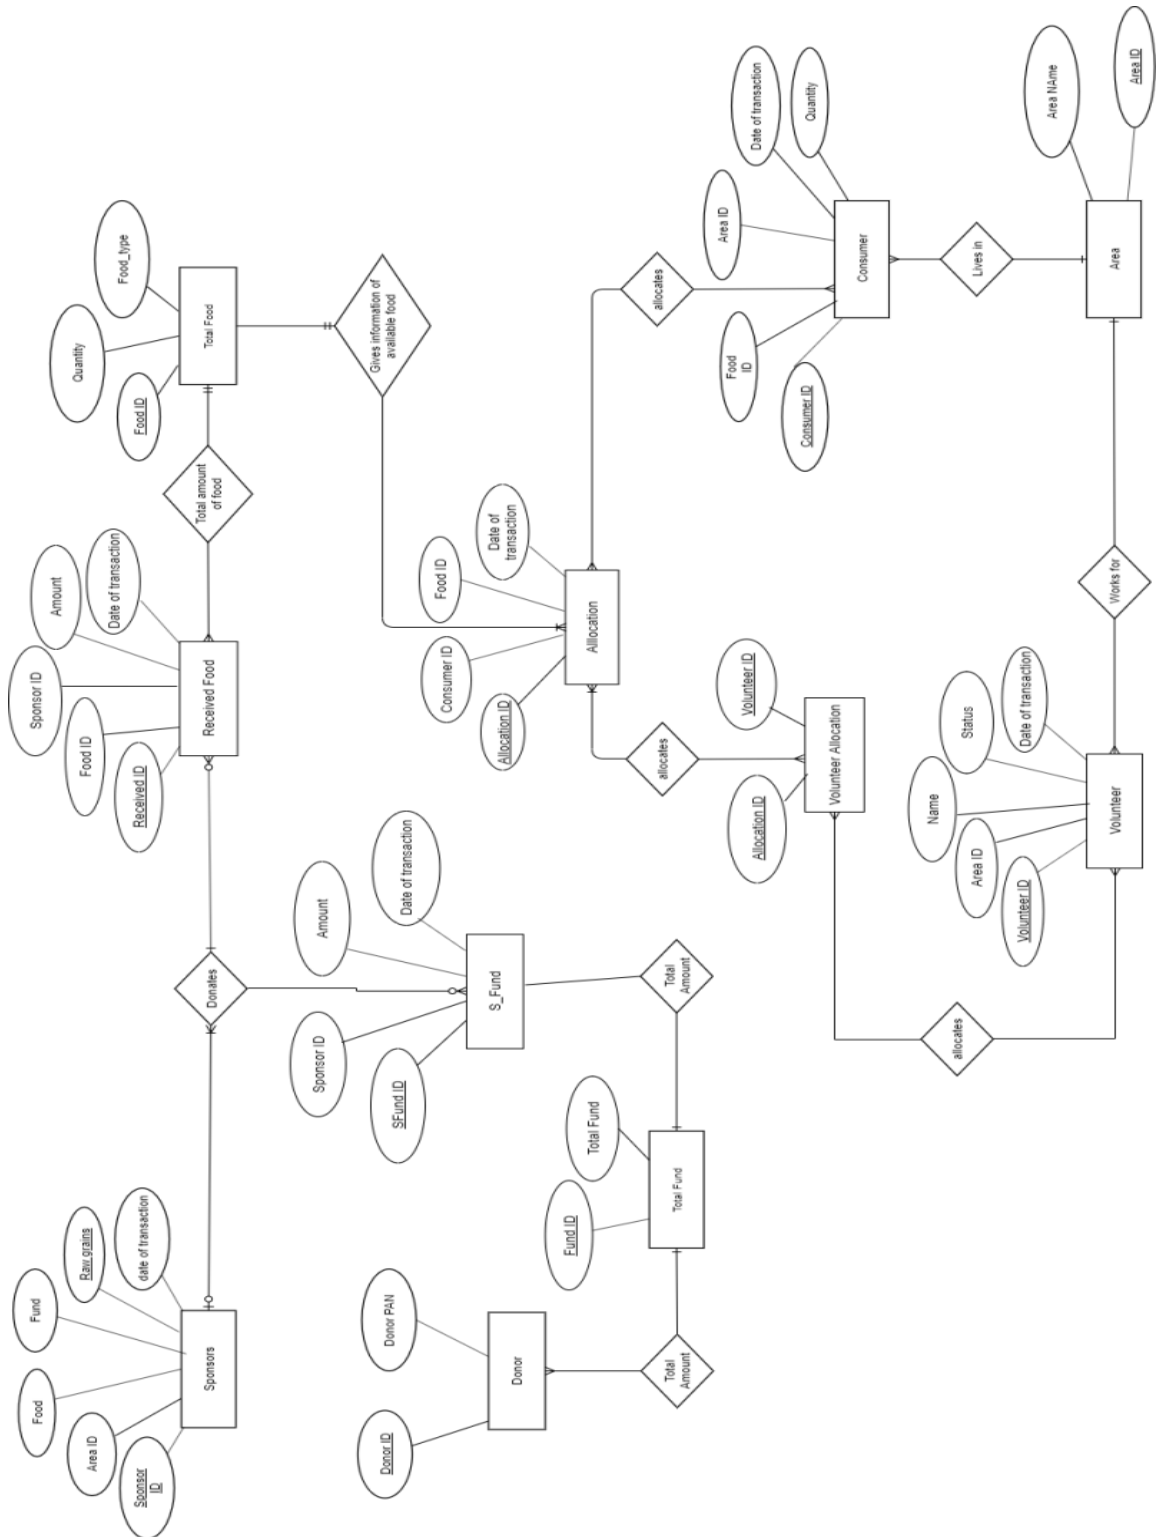 Sponsor
ID
Area ID
Food
Fund
Raw grains
date of transaction
Sponsors
Donates
Received ID
Food ID
Sponsor ID
Amount
Date of transaction
Received Food
Total amount
of food
Food ID
Quantity
Food_type
Total Food
Gives information of
available food
SFund ID
Sponsor ID
Amount
Date of transaction
S_Fund
Donor ID
Donor PAN
Donor
Total
Amount
Fund ID
Total Fund
Total Fund
Total
Amount
Allocation ID
Consumer ID
Food ID
Date of
transaction
Alllocation
allocates
allocates
Allocation ID
Volunteer ID
Volunteer Allocation
Consumer ID
Food
ID
Area ID
Date of transaction
Quantity
Consumer
allocates
Lives in
Volunteer ID
Area ID
Name
Status
Date of transaction
Volunteer
Works for
Area NAme
Area ID
Area